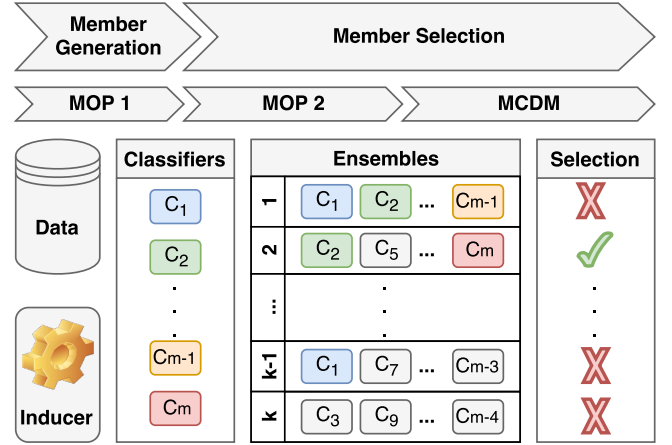 Member
Generation
Member Selection
MOP 1
MOP 2
MCDM
Data
Inducer
Classifiers
C1
C2
.
.
.
Cm-1
Cm
Ensembles
1
C1 C2 ... Cm-1
2
C2 C5 ... Cm
...
.
.
.
k-1
C1 C7 ... Cm-3
k
C3 C9 ... Cm-4
Selection
.
.
.